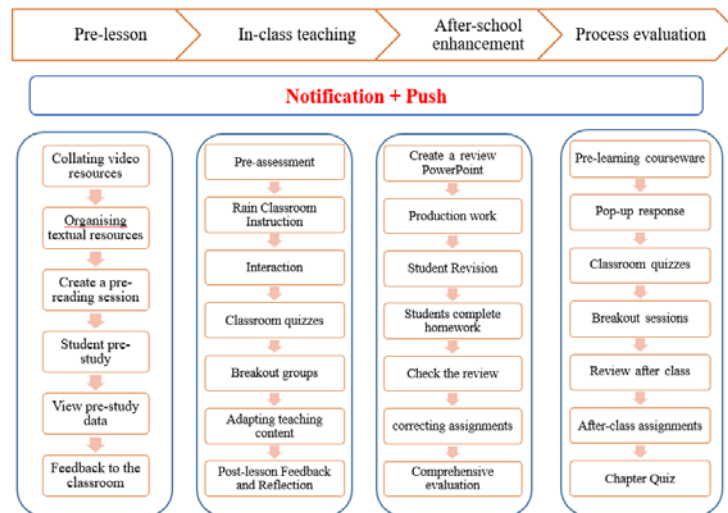 Pre-lesson
In-class teaching
After-school
enhancement
Process evaluation
Notification + Push
Collating video
resources
Organising
textual resources
Create a pre-
reading session
Student pre-
study
View pre-study
data
Feedback to the
classroom
Pre-assessment
Rain Classroom
Instruction
Interaction
Classroom quizzes
Breakout groups
Adapting teaching
content
Post-lesson Feedback
and Reflection
Create a review
PowerPoint
Production work
Student Revision
Students complete
homework
Check the review
correcting assignments
Comprehensive
evaluation
Pre-learning courseware
Pop-up response
Classroom quizzes
Breakout sessions
Review after class
After-class assignments
Chapter Quiz